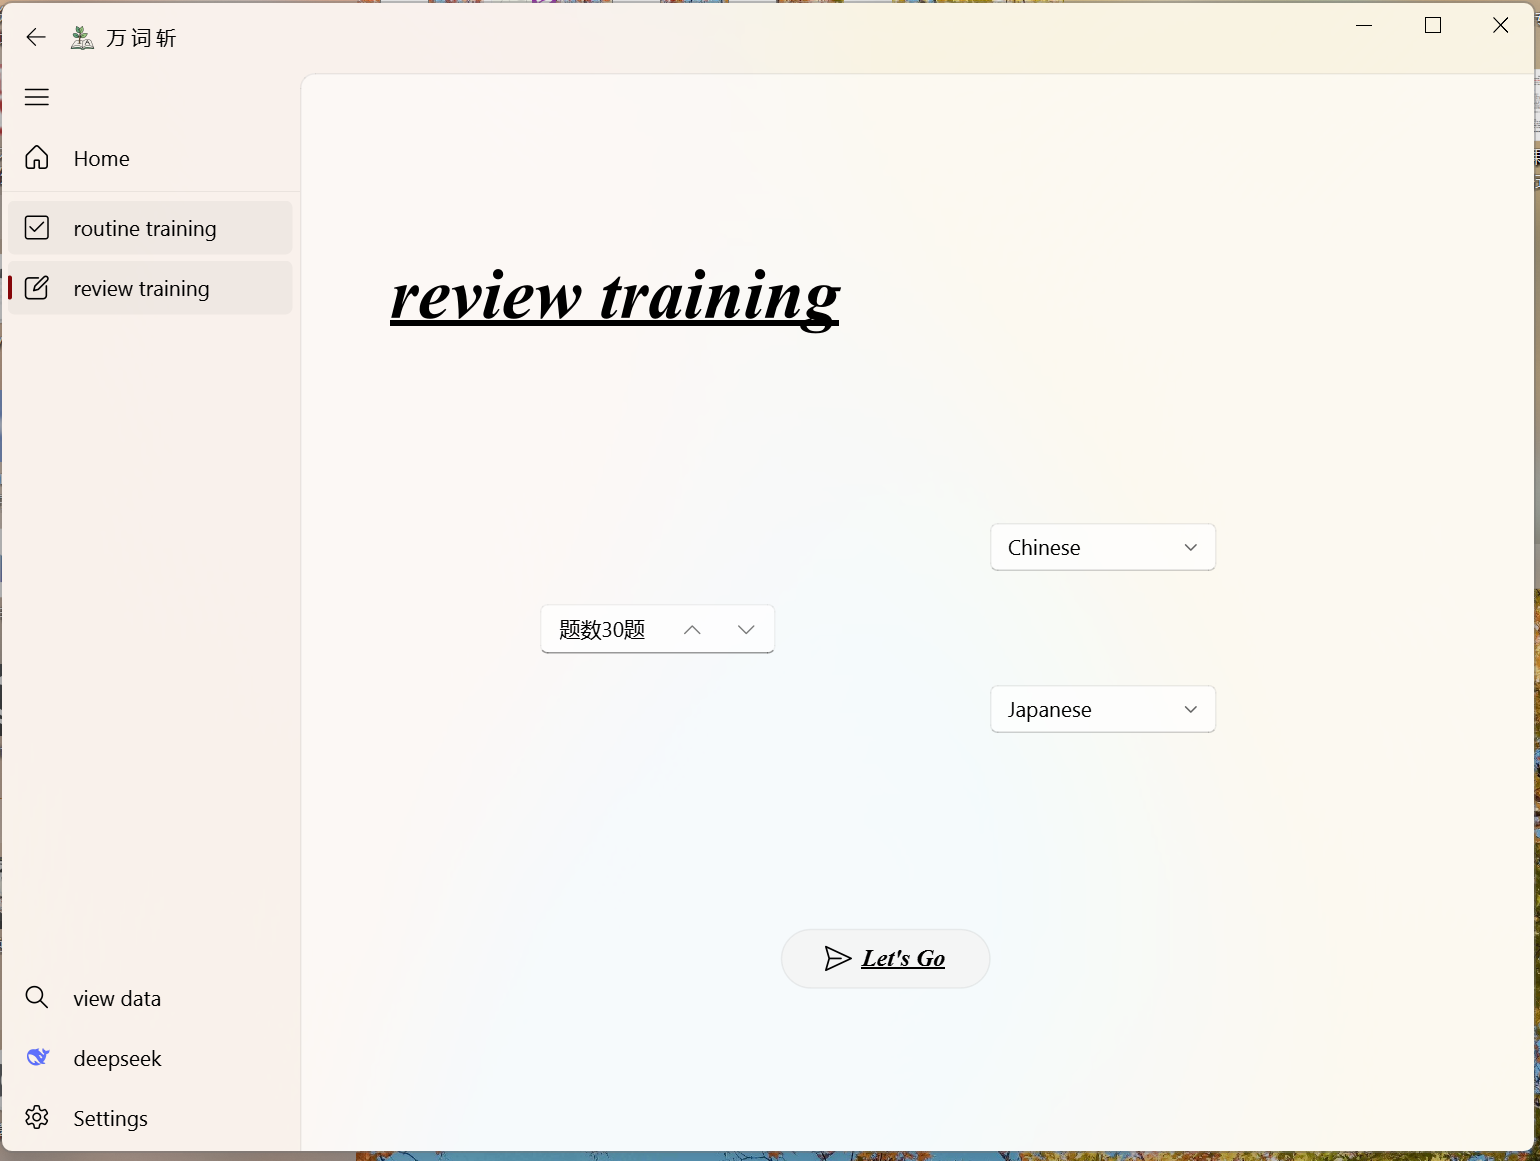 万词斩
Home
routine training
review training
review training
Chinese
题数30题
Japanese
Let's Go
view data
deepseek
Settings